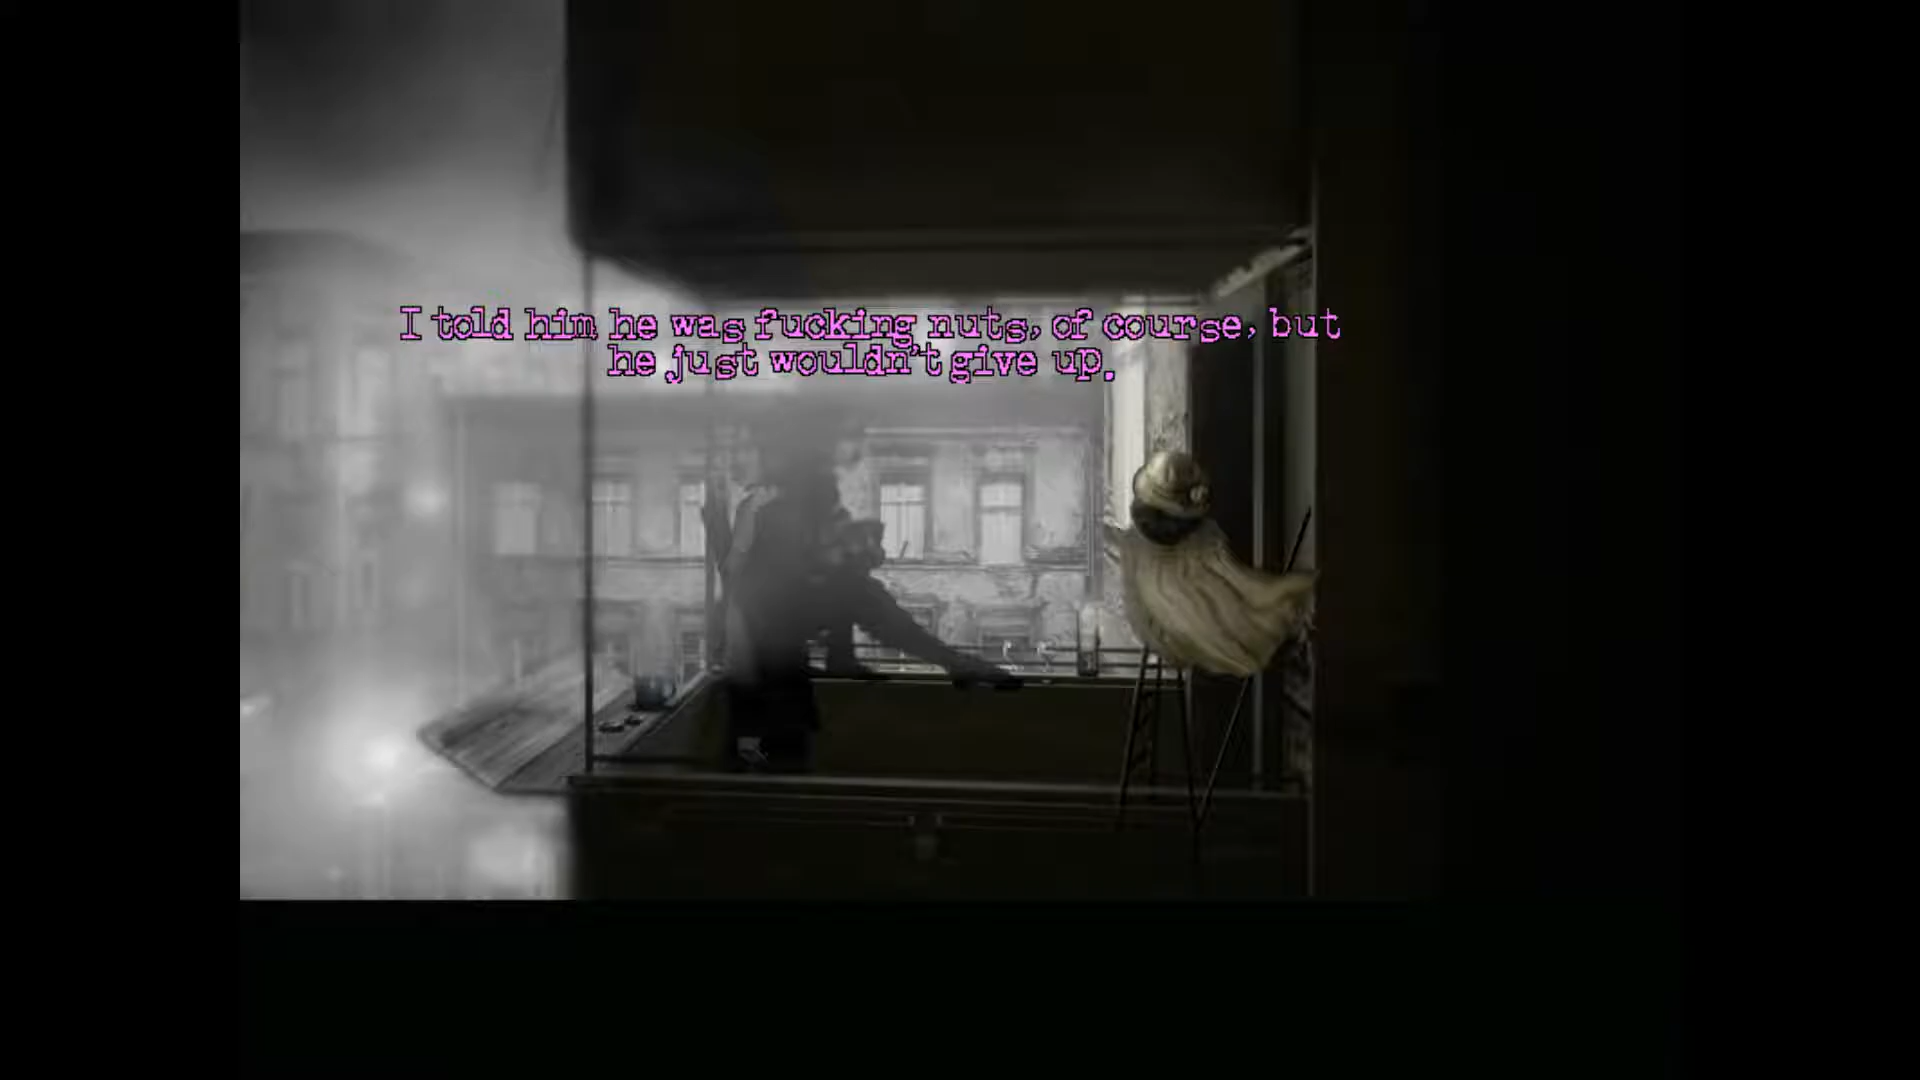 I told him he was fucking nuts, of course, but
he just wouldn't give up.